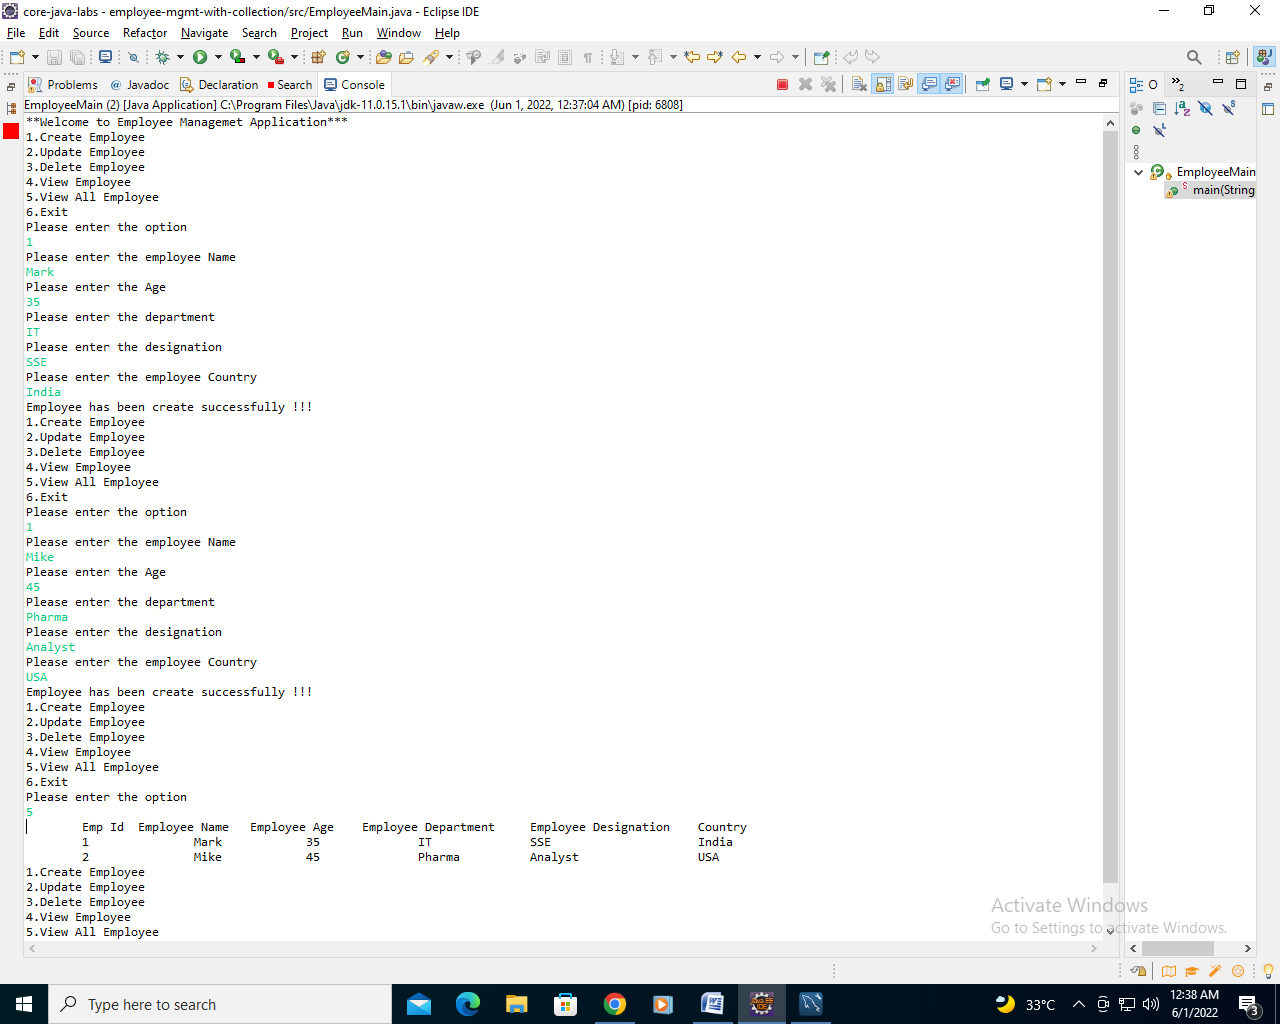 core-java-labs - employee-mgmt-with-collection/src/EmployeeMain.java - Eclipse IDE
File Edit Source Refactor Navigate Search Project Run Window Help
Problems @ Javadoc Declaration Search Console
EmployeeMain (2) [Java Application] C:\Program Files\Java\jdk-11.0.15.1\bin\javaw.exe (Jun 1, 2022, 12:37:04 AM) [pid: 6808]
**Welcome to Employee Managemet Application***
1.Create Employee
2.Update Employee
3.Delete Employee
4.View Employee
5.View All Employee
6.Exit
Please enter the option
1
Please enter the employee Name
Mark
Please enter the Age
35
Please enter the department
IT
Please enter the designation
SSE
Please enter the employee Country
India
Employee has been create successfully !!!
1.Create Employee
2.Update Employee
3.Delete Employee
4.View Employee
5.View All Employee
6.Exit
Please enter the option
1
Please enter the employee Name
Mike
Please enter the Age
45
Please enter the department
Pharma
Please enter the designation
Analyst
Please enter the employee Country
USA
Employee has been create successfully !!!
1.Create Employee
2.Update Employee
3.Delete Employee
4.View Employee
5.View All Employee
6.Exit
Please enter the option
5
Emp Id Employee Name Employee Age Employee Department Employee Designation Country
1 Mark 35 IT SSE India
2 Mike 45 Pharma Analyst USA
1.Create Employee
2.Update Employee
3.Delete Employee
4.View Employee
5.View All Employee
O
2
EmployeeMain
main(String
Activate Windows
Go to Settings to activate Windows.
Type here to search
33°C
12:38 AM
6/1/2022
3